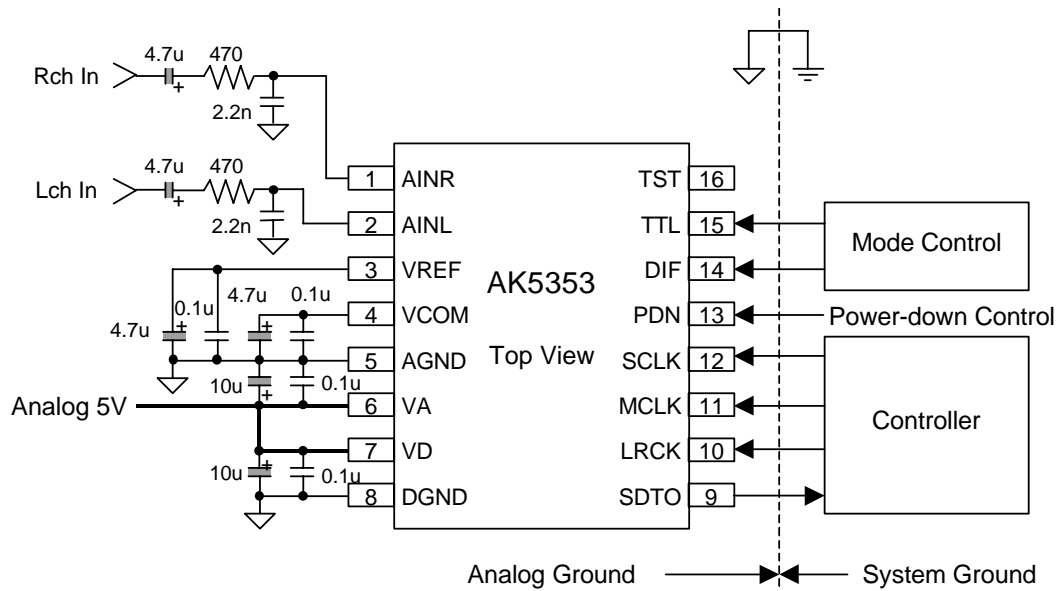 4.7u
470
Rch In
+
2.2n
4.7u
470
Lch In
+
2.2n
1 AINR
2 AINL
3 VREF
4 VCOM
5 AGND
6 VA
7 VD
8 DGND
AK5353
Top View
TST 16
TTL 15
DIF 14
PDN 13
SCLK 12
MCLK 11
LRCK 10
SDTO 9
4.7u
+
0.1u
4.7u
+
0.1u
10u
+
0.1u
Analog 5V
10u
+
0.1u
Mode Control
Power-down Control
Controller
Analog Ground
System Ground